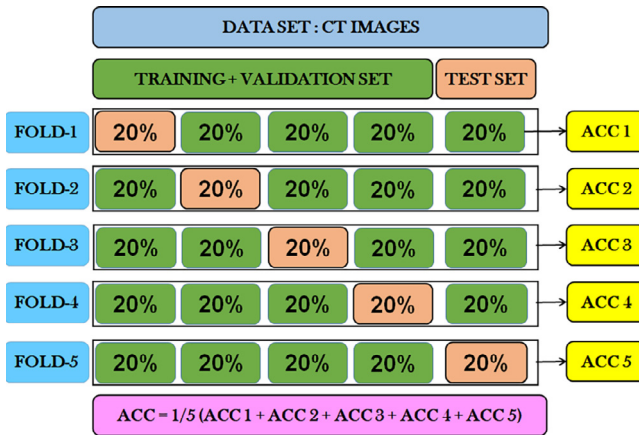 DATA SET : CT IMAGES
TRAINING + VALIDATION SET TEST SET
FOLD-1 20% 20% 20% 20% 20% ACC 1
FOLD-2 20% 20% 20% 20% 20% ACC 2
FOLD-3 20% 20% 20% 20% 20% ACC 3
FOLD-4 20% 20% 20% 20% 20% ACC 4
FOLD-5 20% 20% 20% 20% 20% ACC 5
ACC = 1/5 (ACC 1 + ACC 2 + ACC 3 + ACC 4 + ACC 5)